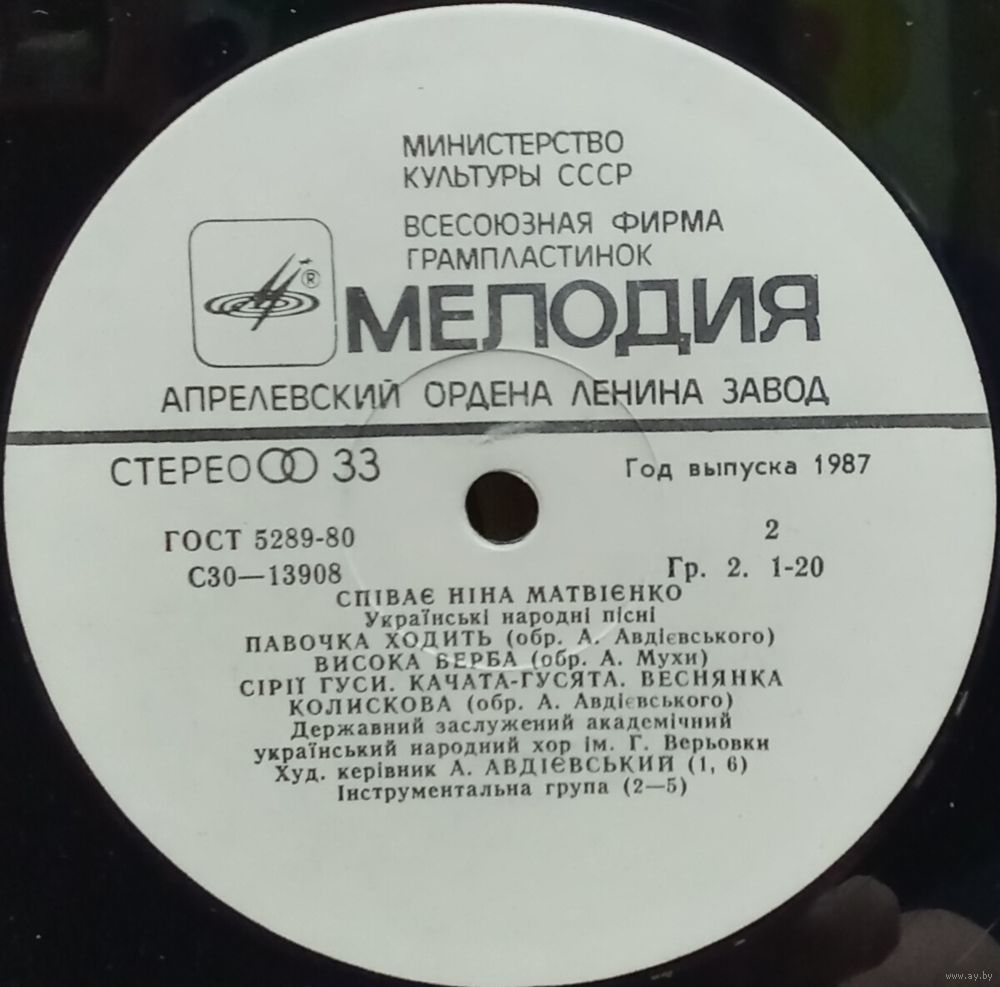 МИНИСТЕРСТВО
КУЛЬТУРЫ СССР
ВСЕСОЮЗНАЯ ФИРМА
ГРАМПЛАСТИНОК
®
МЕЛОДИЯ
АПРЕЛЕВСКИЙ ОРДЕНА ЛЕНИНА ЗАВОД
СТЕРЕО 33
Год выпуска 1987
ГОСТ 5289-80
2
С30—13908
Гр. 2. 1-20
СПІВАЄ НІНА МАТВІЄНКО
Українські народні пісні
ПАВОЧКА ХОДИТЬ (обр. А. Авдієвського)
ВИСОКА ВЕРБА (обр. А. Мухи)
СІРІЇ ГУСИ. КАЧАТА-ГУСЯТА. ВЕСНЯНКА
КОЛИСКОВА (обр. А. Авдієвського)
Державний заслужений академічний
український народний хор ім. Г. Верьовки
Худ. керівник А. АВДІЄВСЬКИЙ (1, 6)
Інструментальна група (2—5)
www.ay.by